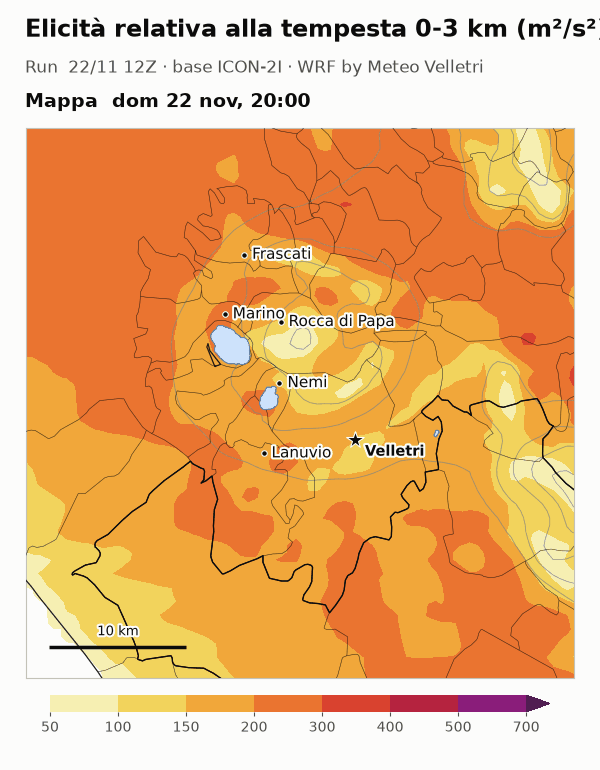 Elicità relativa alla tempesta 0-3 km (m²/s²)
Run  22/11 12Z · base ICON-2I · WRF by Meteo Velletri
Mappa  dom 22 nov, 20:00
Frascati
Marino
Rocca di Papa
Nemi
Lanuvio
Velletri
10 km
50 100 150 200 300 400 500 700